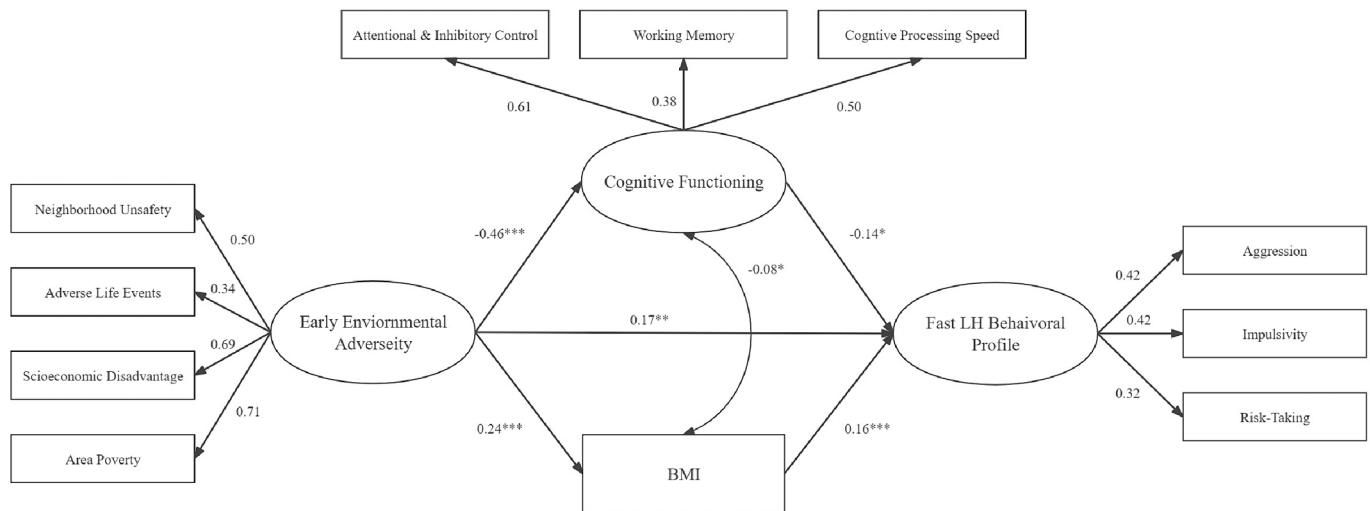 Attentional & Inhibitory Control
Working Memory
Cogntive Processing Speed
0.61
0.38
0.50
Cognitive Functioning
Neighborhood Unsafety
0.50
-0.46***
-0.14*
-0.08*
Aggression
Adverse Life Events
0.34
0.42
Early Enviornmental
Adverseity
0.17**
Fast LH Behaivoral
Profile
0.42
Impulsivity
Scioeconomic Disadvantage
0.69
0.71
0.24***
0.16***
0.32
Risk-Taking
Area Poverty
BMI